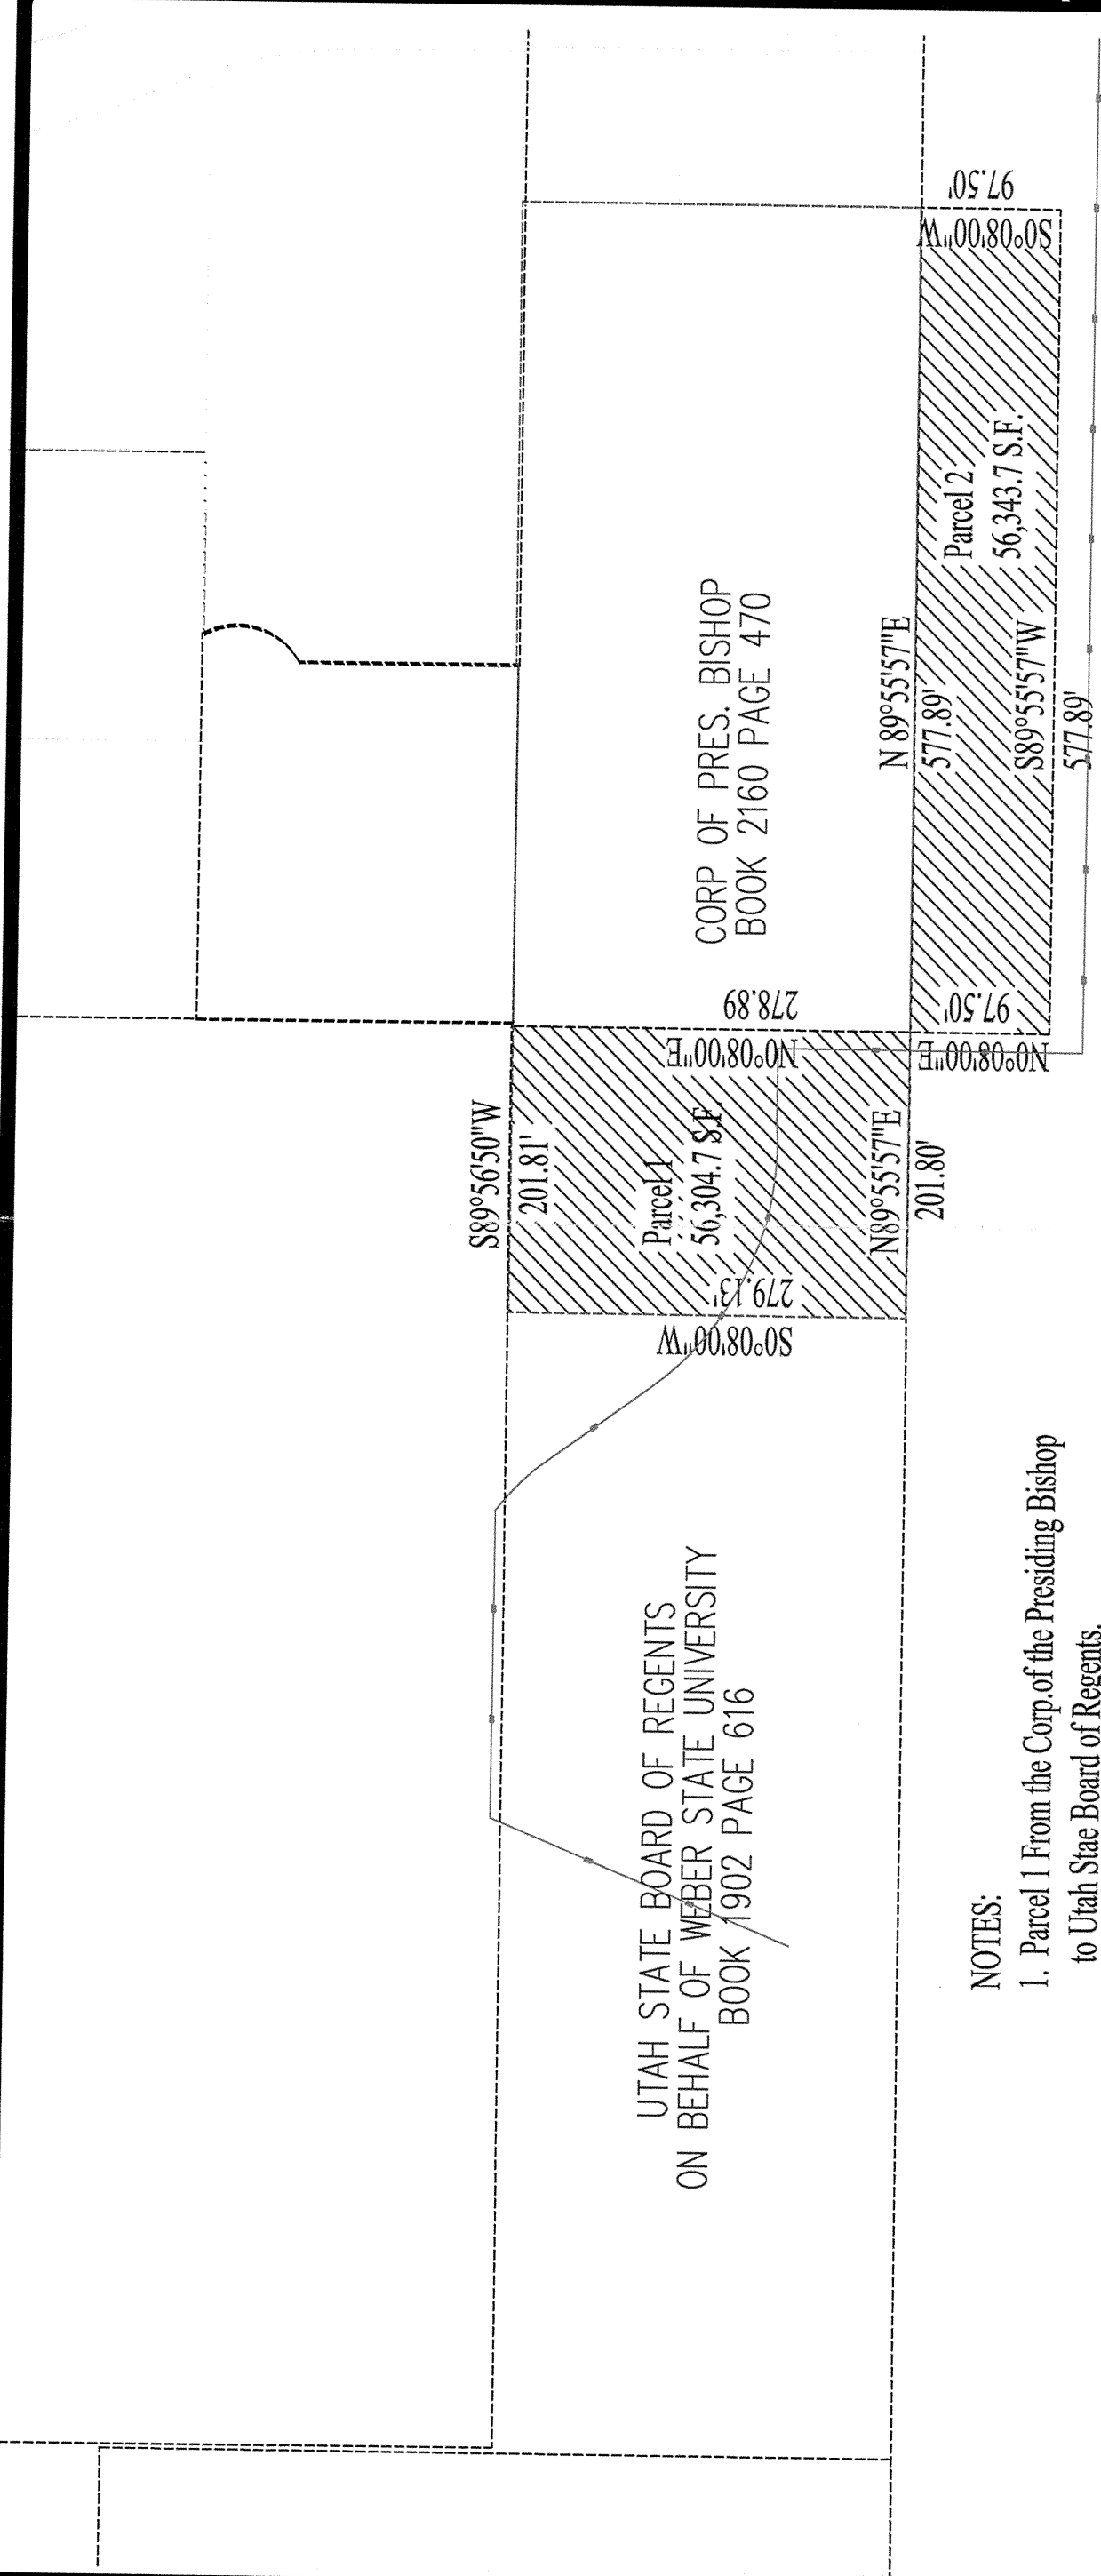 S89°56'50"W
201.81'
Parcel 1
56,304.7 S.F.
S0°08'00"W
279.13'
N0°08'00"E
278.89
N89°55'57"E
201.80'
CORP OF PRES. BISHOP
BOOK 2160 PAGE 470
N 89°55'57"E
577.89'
Parcel 2
56,343.7 S.F.
S89°55'57"W
577.89'
N0°08'00"E
97.50'
S0°08'00"W
97.50'
UTAH STATE BOARD OF REGENTS
ON BEHALF OF WEBER STATE UNIVERSITY
BOOK 1902 PAGE 616
NOTES:
1. Parcel 1 From the Corp.of the Presiding Bishop
to Utah Stae Board of Regents.